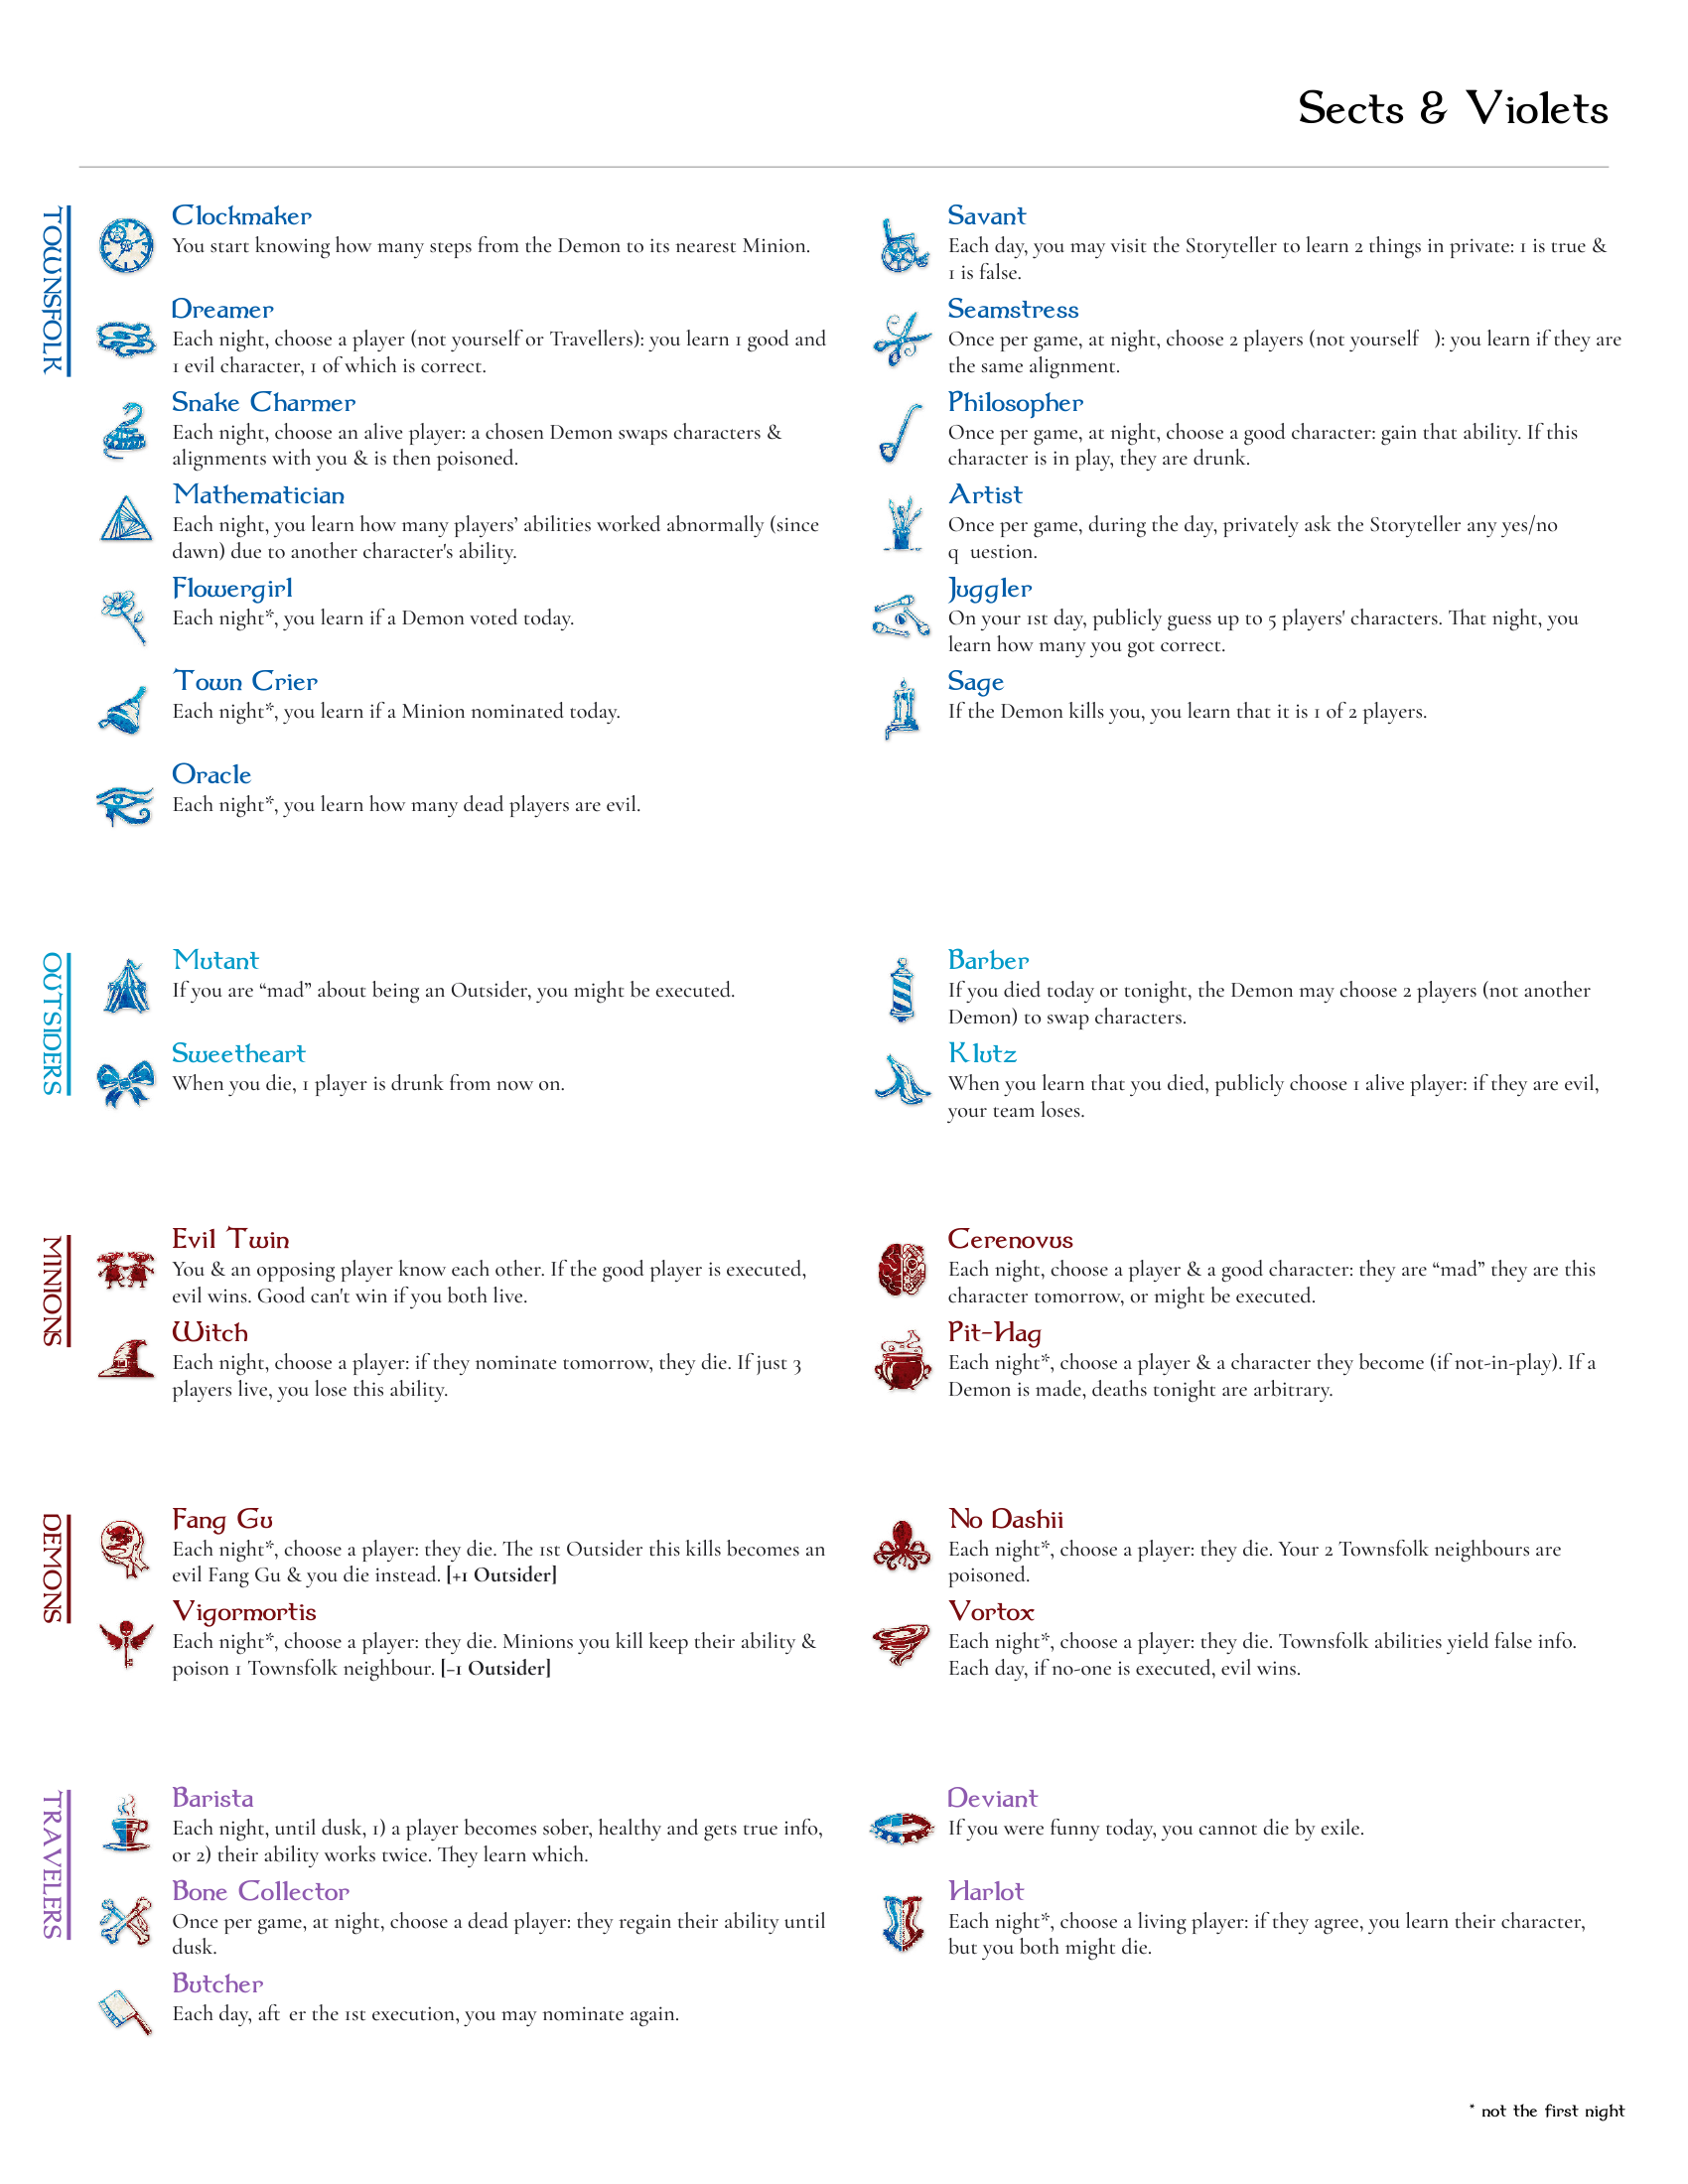 Sects & Violets
TOWNSFOLK
Clockmaker
You start knowing how many steps from the Demon to its nearest Minion.
Dreamer
Each night, choose a player (not yourself or Travellers): you learn 1 good and
1 evil character, 1 of which is correct.
Snake Charmer
Each night, choose an alive player: a chosen Demon swaps characters &
alignments with you & is then poisoned.
Mathematician
Each night, you learn how many players’ abilities worked abnormally (since
dawn) due to another character's ability.
Flowergirl
Each night*, you learn if a Demon voted today.
Town Crier
Each night*, you learn if a Minion nominated today.
Oracle
Each night*, you learn how many dead players are evil.
Savant
Each day, you may visit the Storyteller to learn 2 things in private: 1 is true &
1 is false.
Seamstress
Once per game, at night, choose 2 players (not yourself ): you learn if they are
the same alignment.
Philosopher
Once per game, at night, choose a good character: gain that ability. If this
character is in play, they are drunk.
Artist
Once per game, during the day, privately ask the Storyteller any yes/no
q uestion.
Juggler
On your 1st day, publicly guess up to 5 players' characters. That night, you
learn how many you got correct.
Sage
If the Demon kills you, you learn that it is 1 of 2 players.
OUTSIDERS
Mutant
If you are “mad” about being an Outsider, you might be executed.
Sweetheart
When you die, 1 player is drunk from now on.
Barber
If you died today or tonight, the Demon may choose 2 players (not another
Demon) to swap characters.
Klutz
When you learn that you died, publicly choose 1 alive player: if they are evil,
your team loses.
MINIONS
Evil Twin
You & an opposing player know each other. If the good player is executed,
evil wins. Good can't win if you both live.
Witch
Each night, choose a player: if they nominate tomorrow, they die. If just 3
players live, you lose this ability.
Cerenovus
Each night, choose a player & a good character: they are “mad” they are this
character tomorrow, or might be executed.
Pit-Hag
Each night*, choose a player & a character they become (if not-in-play). If a
Demon is made, deaths tonight are arbitrary.
DEMONS
Fang Gu
Each night*, choose a player: they die. The 1st Outsider this kills becomes an
evil Fang Gu & you die instead. [+1 Outsider]
Vigormortis
Each night*, choose a player: they die. Minions you kill keep their ability &
poison 1 Townsfolk neighbour. [−1 Outsider]
No Dashii
Each night*, choose a player: they die. Your 2 Townsfolk neighbours are
poisoned.
Vortox
Each night*, choose a player: they die. Townsfolk abilities yield false info.
Each day, if no-one is executed, evil wins.
TRAVELERS
Barista
Each night, until dusk, 1) a player becomes sober, healthy and gets true info,
or 2) their ability works twice. They learn which.
Bone Collector
Once per game, at night, choose a dead player: they regain their ability until
dusk.
Butcher
Each day, aft er the 1st execution, you may nominate again.
Deviant
If you were funny today, you cannot die by exile.
Harlot
Each night*, choose a living player: if they agree, you learn their character,
but you both might die.
* not the first night